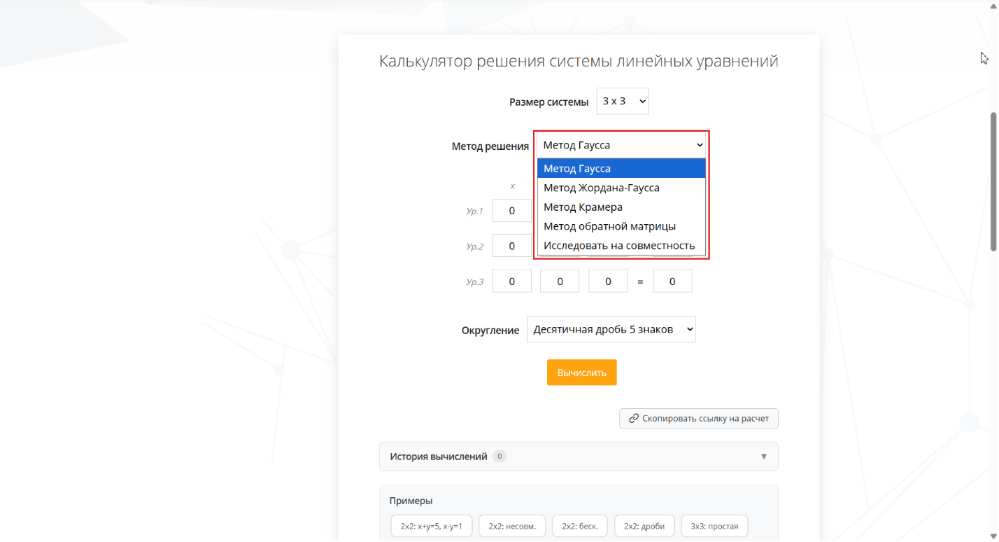 Калькулятор решения системы линейных уравнений
Размер системы 3 x 3
Метод решения Метод Гаусса
Метод Гаусса
Метод Жордана-Гаусса
Метод Крамера
Метод обратной матрицы
Исследовать на совместность
x
Ур.1 0
Ур.2 0
Ур.3 0 0 0 = 0
Округление Десятичная дробь 5 знаков
Вычислить
Скопировать ссылку на расчет
История вычислений 0
Примеры
2x2: x+y=5, x-y=1 2x2: несовм. 2x2: беск. 2x2: дроби 3x3: простая